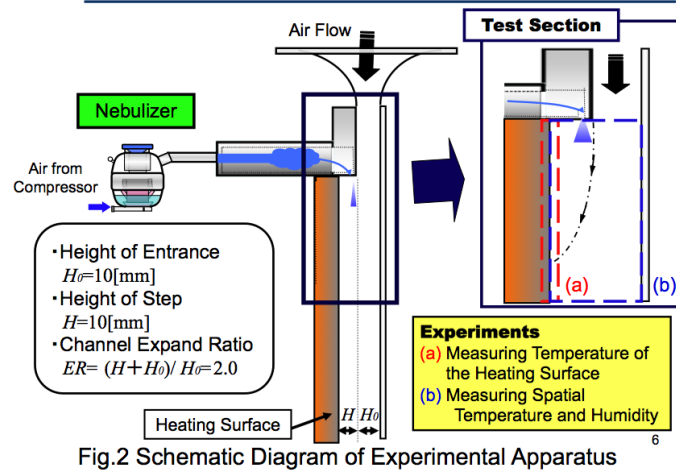 Air Flow
Test Section
Nebulizer
Air from
Compressor
(a)
(b)
・Height of Entrance
H₀=10[mm]
・Height of Step
H=10[mm]
・Channel Expand Ratio
ER= (H+H₀)/ H₀=2.0
Experiments
(a) Measuring Temperature of
the Heating Surface
(b) Measuring Spatial
Temperature and Humidity
Heating Surface
H H₀
6
Fig.2 Schematic Diagram of Experimental Apparatus